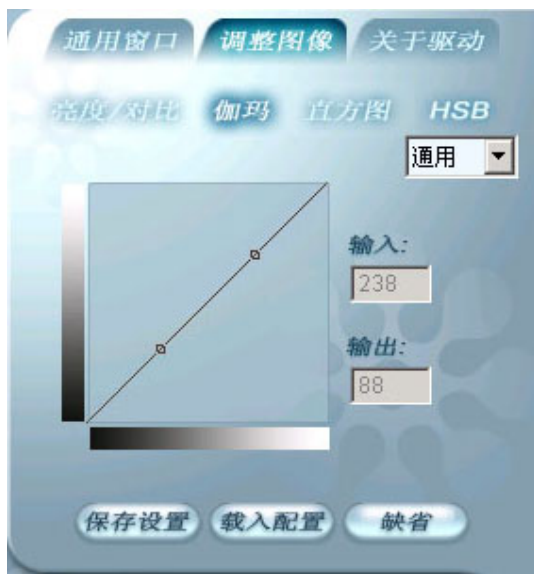 通用窗口 调整图像 关于驱动
亮度/对比 伽玛 直方图 HSB
通用
输入:
238
输出:
88
保存设置 载入配置 缺省